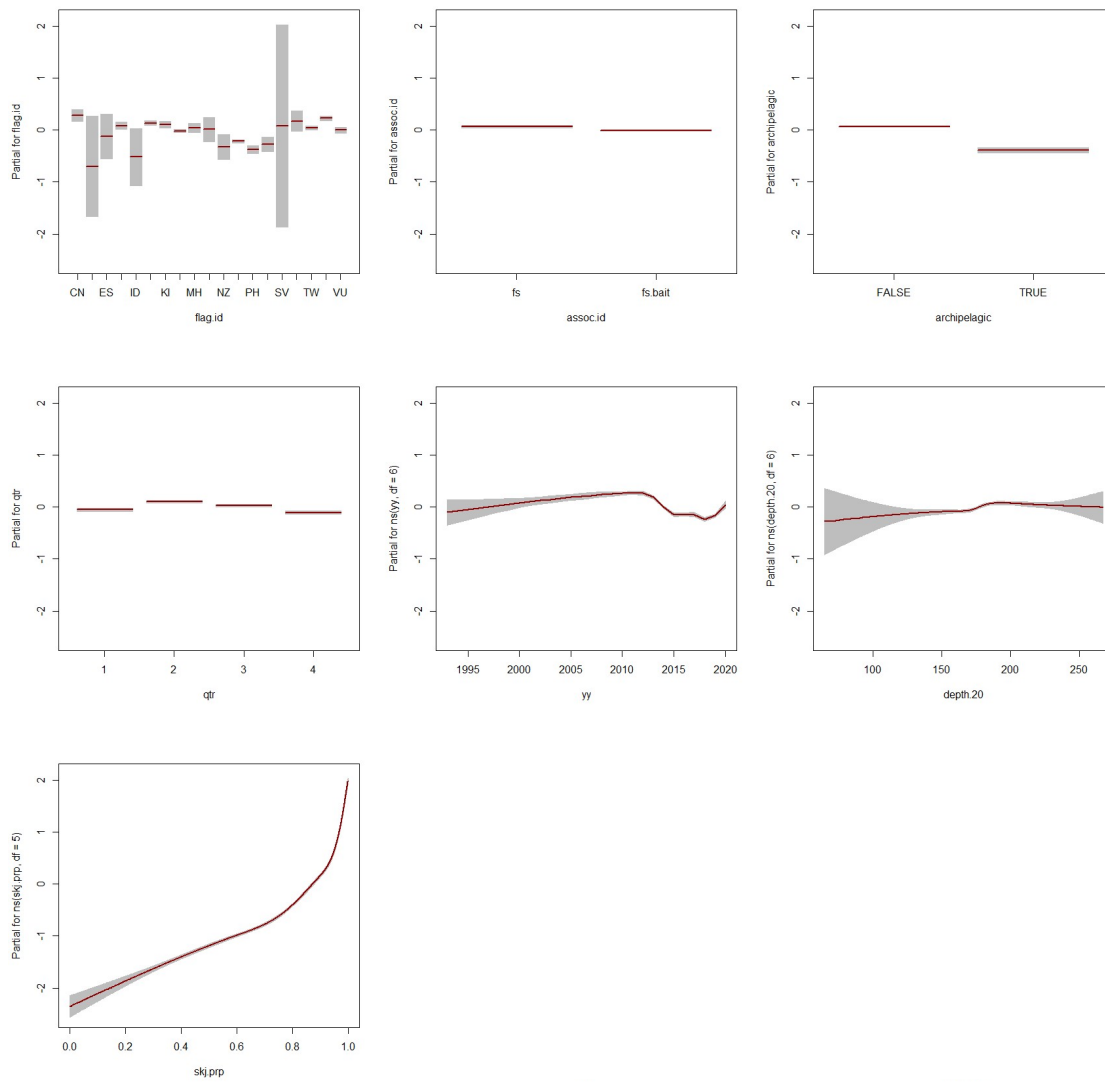 Partial for flag.id
2
1
0
-1
-2
CN
ES
ID
KI
MH
NZ
PH
SV
TW
VU
flag.id
Partial for assoc.id
2
1
0
-1
-2
fs
fs.bait
assoc.id
Partial for archipelagic
2
1
0
-1
-2
FALSE
TRUE
archipelagic
Partial for qtr
2
1
0
-1
-2
1
2
3
4
qtr
Partial for ns(yy, df = 6)
2
1
0
-1
-2
1995
2000
2005
2010
2015
2020
yy
Partial for ns(depth.20, df = 6)
2
1
0
-1
-2
100
150
200
250
depth.20
Partial for ns(skj.prp, df = 5)
2
1
0
-1
-2
0.0
0.2
0.4
0.6
0.8
1.0
skj.prp